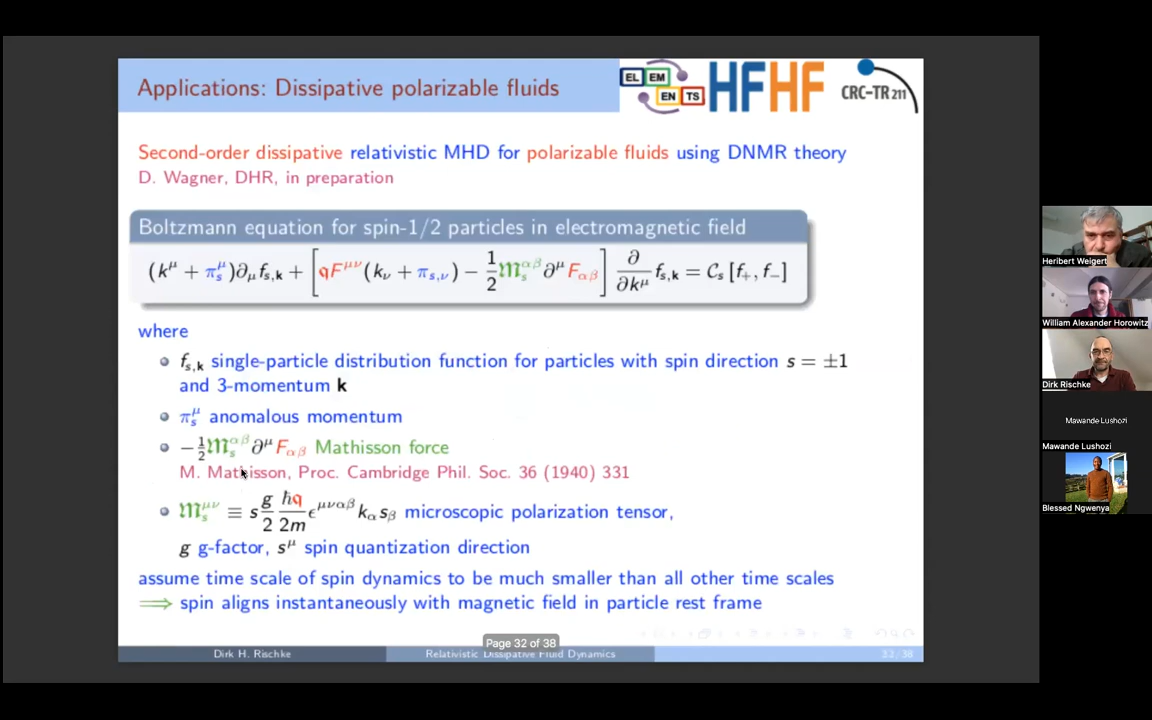 Applications: Dissipative polarizable fluids
EL EM
EN TS
HFHF
CRC-TR 211
Second-order dissipative relativistic MHD for polarizable fluids using DNMR theory
D. Wagner, DHR, in preparation
Boltzmann equation for spin-1/2 particles in electromagnetic field
(k^μ + π_s^μ)∂_μ f_{s,k} + [qF^{μν}(k_ν + π_{s,ν}) − 1/2 𝔐_s^{αβ} ∂^μ F_{αβ}] ∂/∂k^μ f_{s,k} = C_s[f_+, f_−]
where
f_{s,k} single-particle distribution function for particles with spin direction s = ±1
and 3-momentum k
π_s^μ anomalous momentum
−1/2 𝔐_s^{αβ} ∂^μ F_{αβ} Mathisson force
M. Mathisson, Proc. Cambridge Phil. Soc. 36 (1940) 331
𝔐_s^{μν} ≡ s g/2 ħq/2m ϵ^{μναβ} k_α s_β microscopic polarization tensor,
g g-factor, s^μ spin quantization direction
assume time scale of spin dynamics to be much smaller than all other time scales
⟹ spin aligns instantaneously with magnetic field in particle rest frame
Page 32 of 38
Dirk H. Rischke
Relativistic Dissipative Fluid Dynamics
32/38
Heribert Weigert
William Alexander Horowitz
Dirk Rischke
Mawande Lushozi
Mawande Lushozi
Blessed Ngwenya